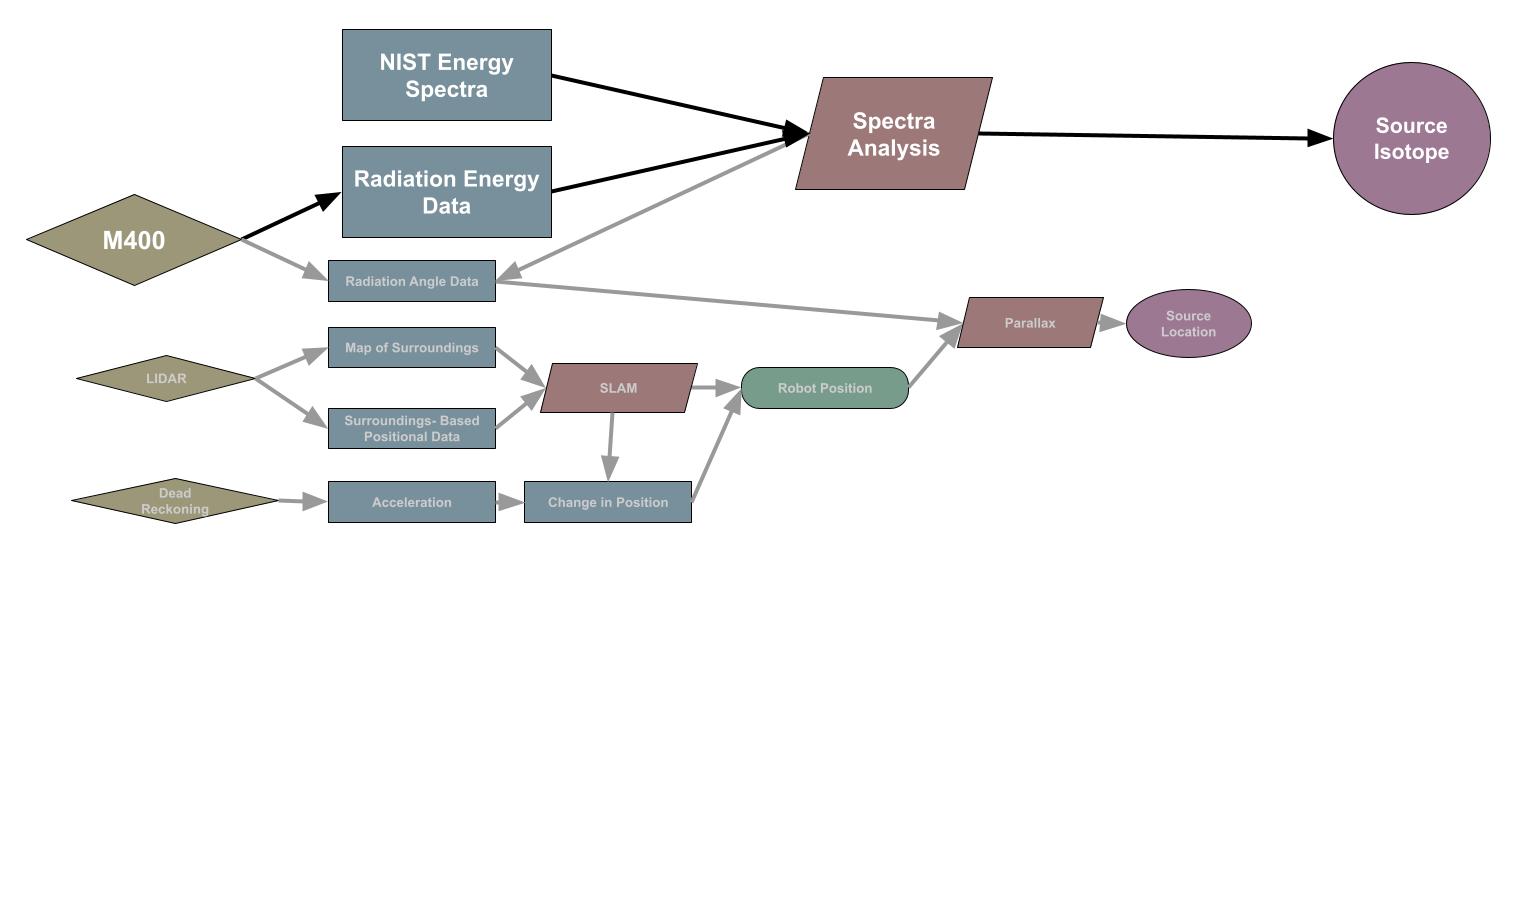 NIST Energy
Spectra
Spectra
Analysis
Source
Isotope
Radiation Energy
Data
M400
Radiation Angle Data
Parallax
Source
Location
Map of Surroundings
LIDAR
SLAM
Robot Position
Surroundings- Based
Positional Data
Dead
Reckoning
Acceleration
Change in Position